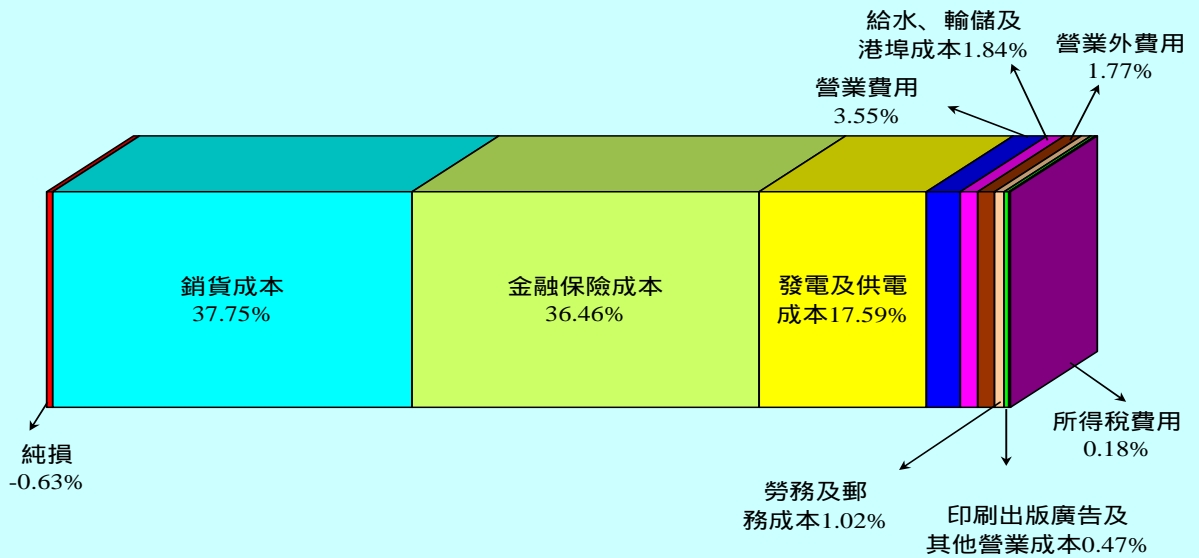 給水、輸儲及
港埠成本1.84%
營業外費用
1.77%
營業費用
3.55%
銷貨成本
37.75%
金融保險成本
36.46%
發電及供電
成本17.59%
純損
-0.63%
所得稅費用
0.18%
勞務及郵
務成本1.02%
印刷出版廣告及
其他營業成本0.47%